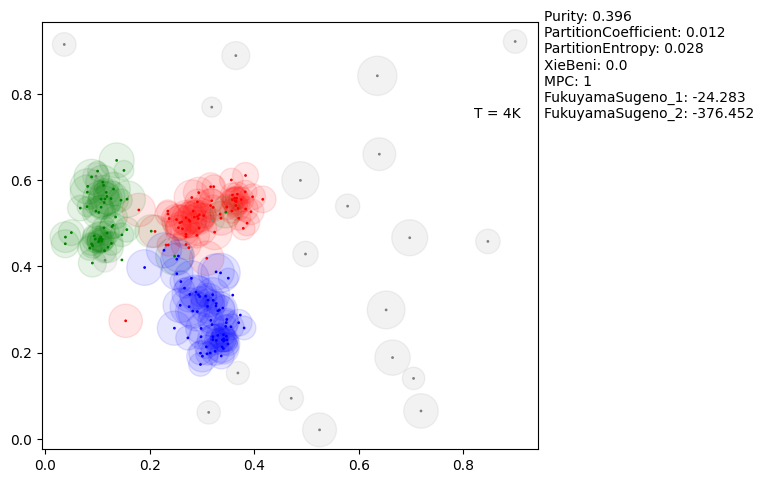 Purity: 0.396
PartitionCoefficient: 0.012
PartitionEntropy: 0.028
XieBeni: 0.0
MPC: 1
FukuyamaSugeno_1: -24.283
FukuyamaSugeno_2: -376.452
T = 4K
0.8
0.6
0.4
0.2
0.0
0.0 0.2 0.4 0.6 0.8